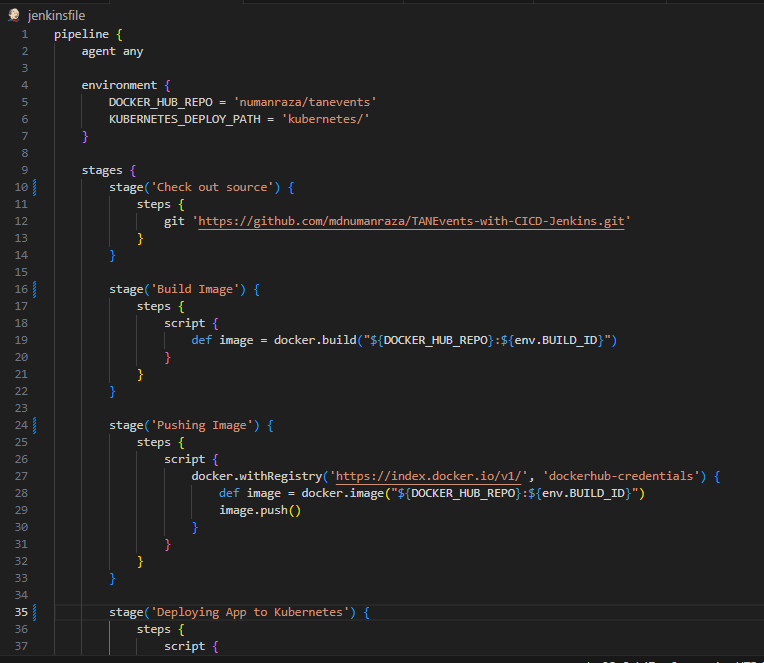 jenkinsfile
1 pipeline {
2 agent any
3
4 environment {
5 DOCKER_HUB_REPO = 'numanraza/tanevents'
6 KUBERNETES_DEPLOY_PATH = 'kubernetes/'
7 }
8
9 stages {
10 stage('Check out source') {
11 steps {
12 git 'https://github.com/mdnumanraza/TANEvents-with-CICD-Jenkins.git'
13 }
14 }
15
16 stage('Build Image') {
17 steps {
18 script {
19 def image = docker.build("${DOCKER_HUB_REPO}:${env.BUILD_ID}")
20 }
21 }
22 }
23
24 stage('Pushing Image') {
25 steps {
26 script {
27 docker.withRegistry('https://index.docker.io/v1/', 'dockerhub-credentials') {
28 def image = docker.image("${DOCKER_HUB_REPO}:${env.BUILD_ID}")
29 image.push()
30 }
31 }
32 }
33 }
34
35 stage('Deploying App to Kubernetes') {
36 steps {
37 script {